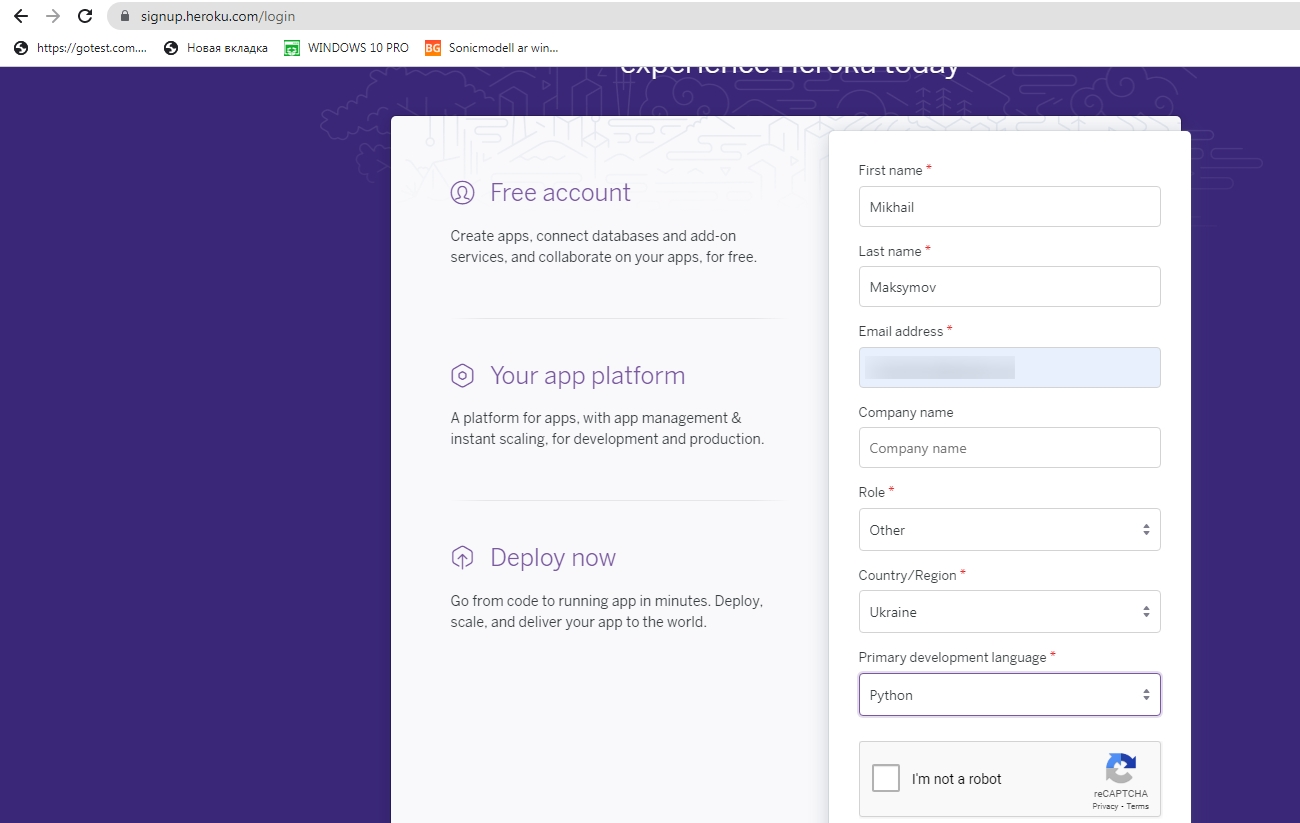 signup.heroku.com/login
https://gotest.com....
Новая вкладка
WINDOWS 10 PRO
BG
Sonicmodell ar win...
experience Heroku today
Free account
Create apps, connect databases and add-on
services, and collaborate on your apps, for free.
Your app platform
A platform for apps, with app management &
instant scaling, for development and production.
Deploy now
Go from code to running app in minutes. Deploy,
scale, and deliver your app to the world.
First name *
Mikhail
Last name *
Maksymov
Email address *
Company name
Company name
Role *
Other
Country/Region *
Ukraine
Primary development language *
Python
I'm not a robot
reCAPTCHA
Privacy - Terms